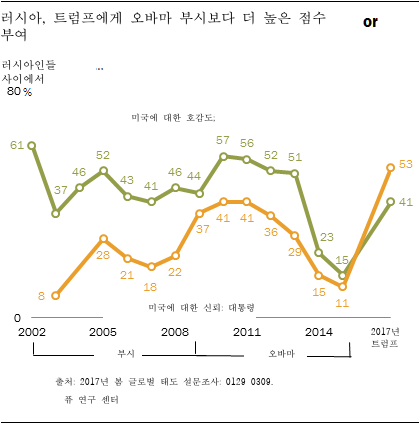 러시아, 트럼프에게 오바마 부시보다 더 높은 점수
부여
or
러시아인들
사이에서
...
80 %
미국에 대한 호감도;
61 37 46 52 43 41 46 44 57 56 52 51 23 15 41
8 28 21 18 22 37 41 41 36 29 15 11 53
미국에 대한 신뢰: 대통령
0
2002 2005 2008 2011 2014 2017년
트럼프
부시 오바마
출처: 2017년 봄 글로벌 태도 설문조사: 0129 0309.
퓨 연구 센터